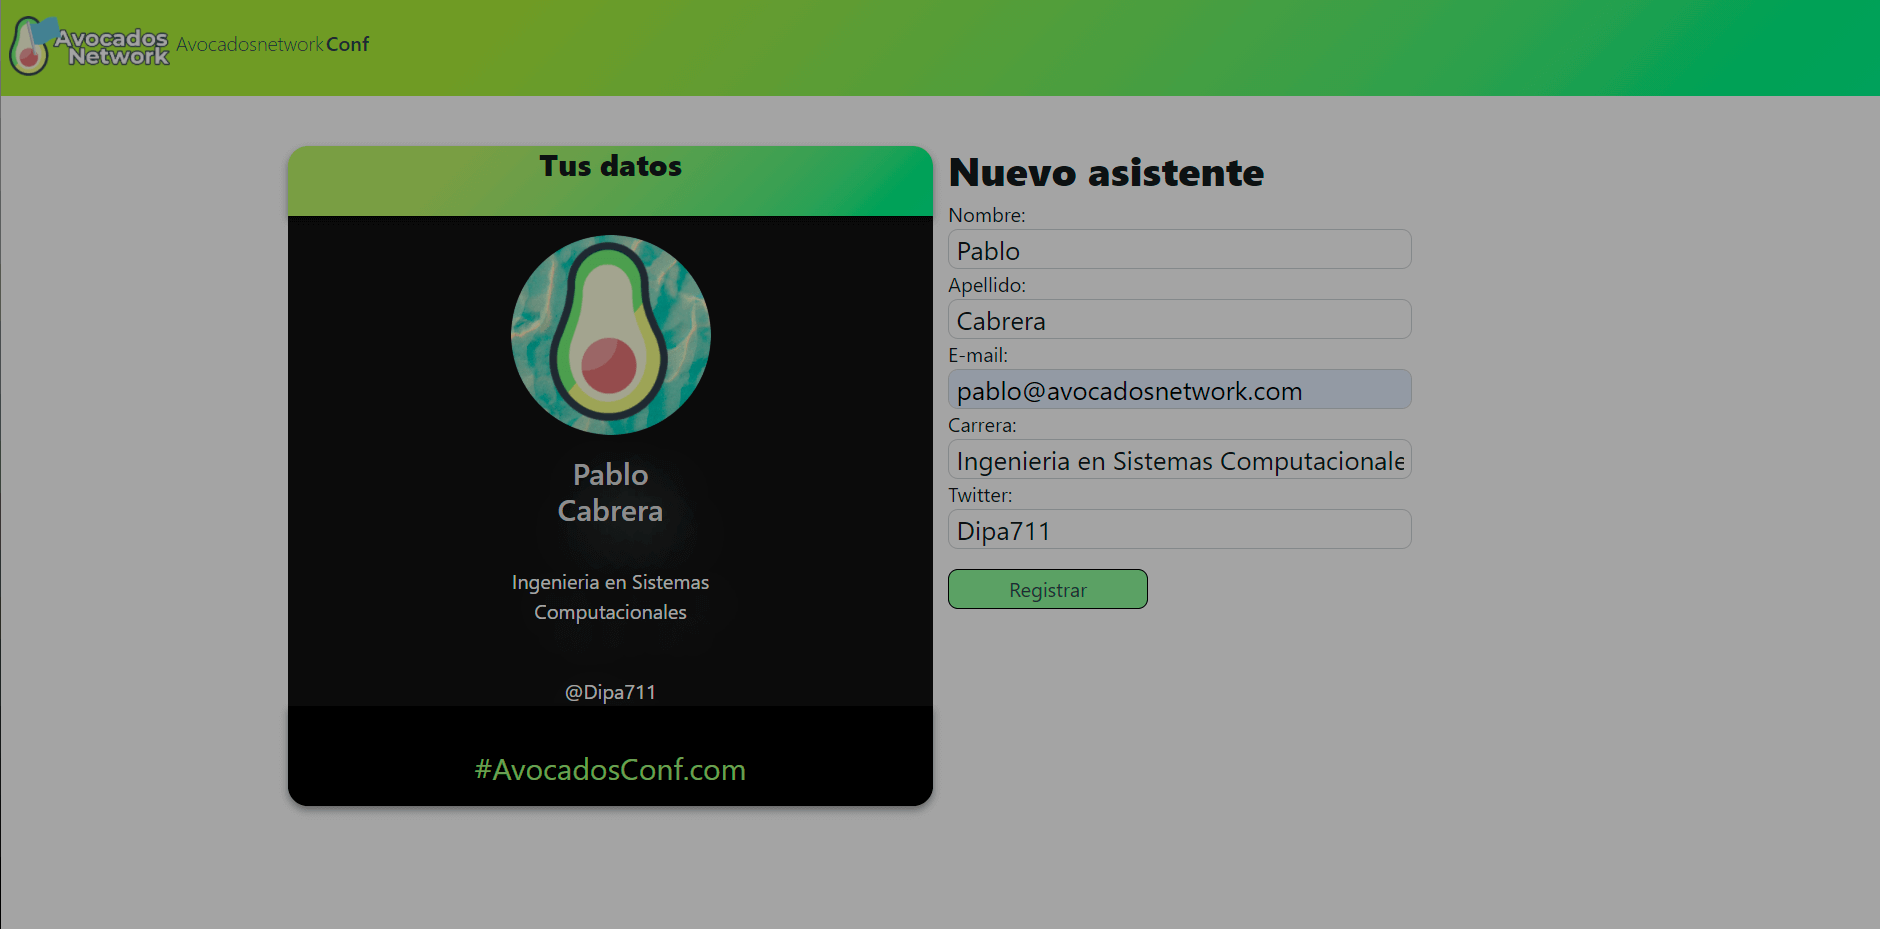 Avocados
Network
AvocadosnetworkConf
Tus datos
Pablo
Cabrera
Ingenieria en Sistemas
Computacionales
@Dipa711
#AvocadosConf.com
Nuevo asistente
Nombre:
Pablo
Apellido:
Cabrera
E-mail:
pablo@avocadosnetwork.com
Carrera:
Ingenieria en Sistemas Computacionale
Twitter:
Dipa711
Registrar